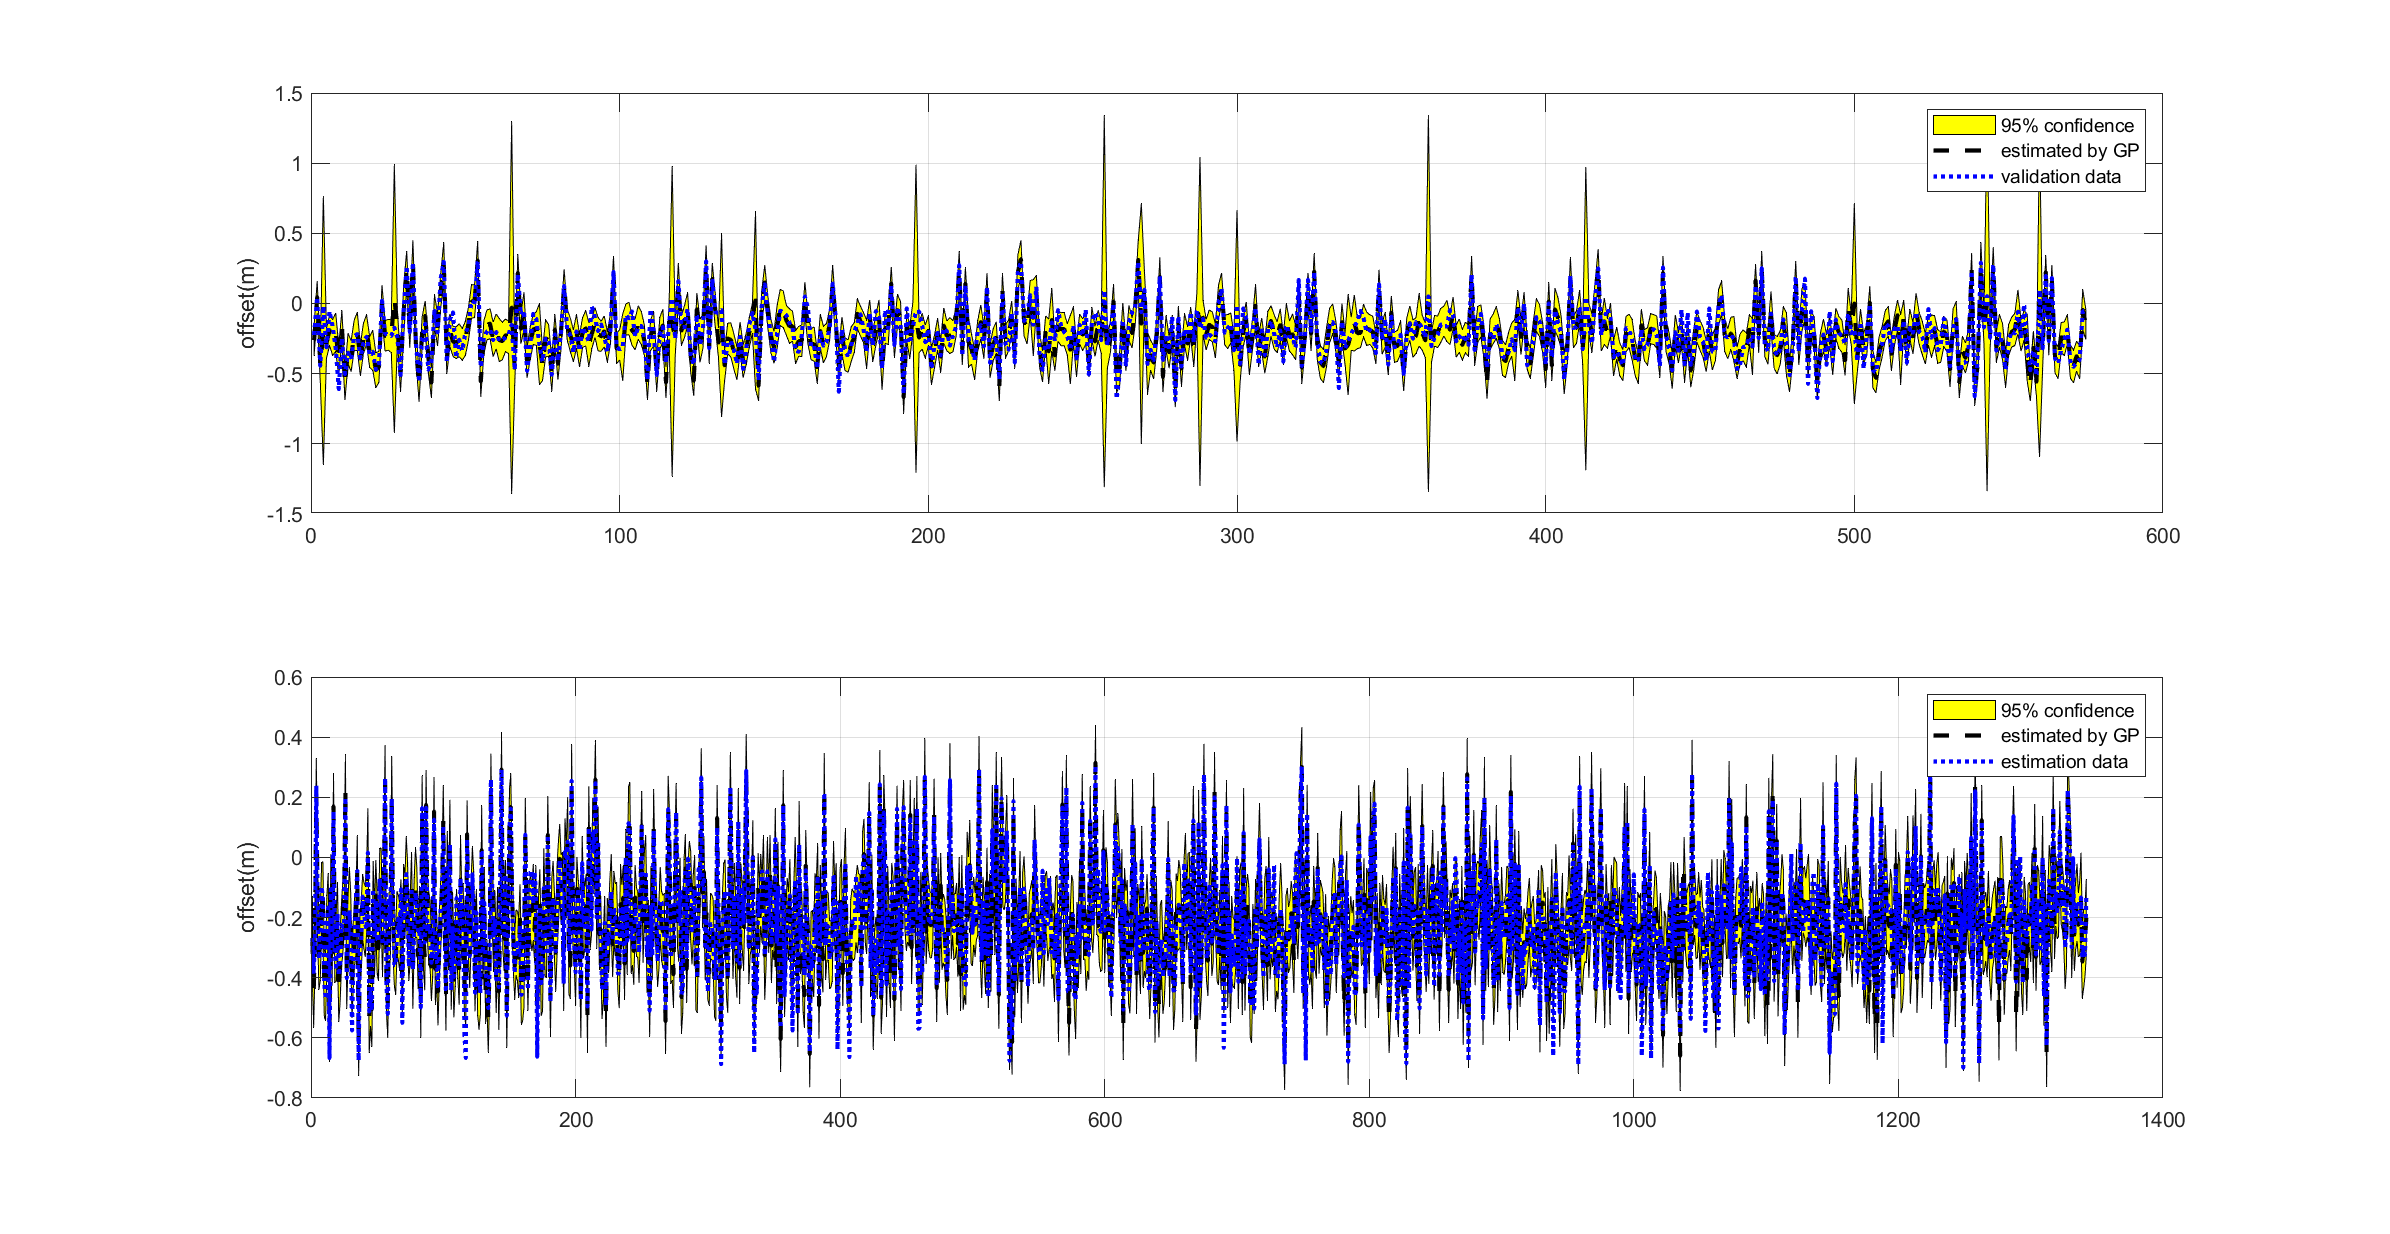 1.5
1
0.5
0
-0.5
-1
-1.5
offset(m)
0 100 200 300 400 500 600
95% confidence
estimated by GP
validation data
0.6
0.4
0.2
0
-0.2
-0.4
-0.6
-0.8
offset(m)
0 200 400 600 800 1000 1200 1400
95% confidence
estimated by GP
estimation data